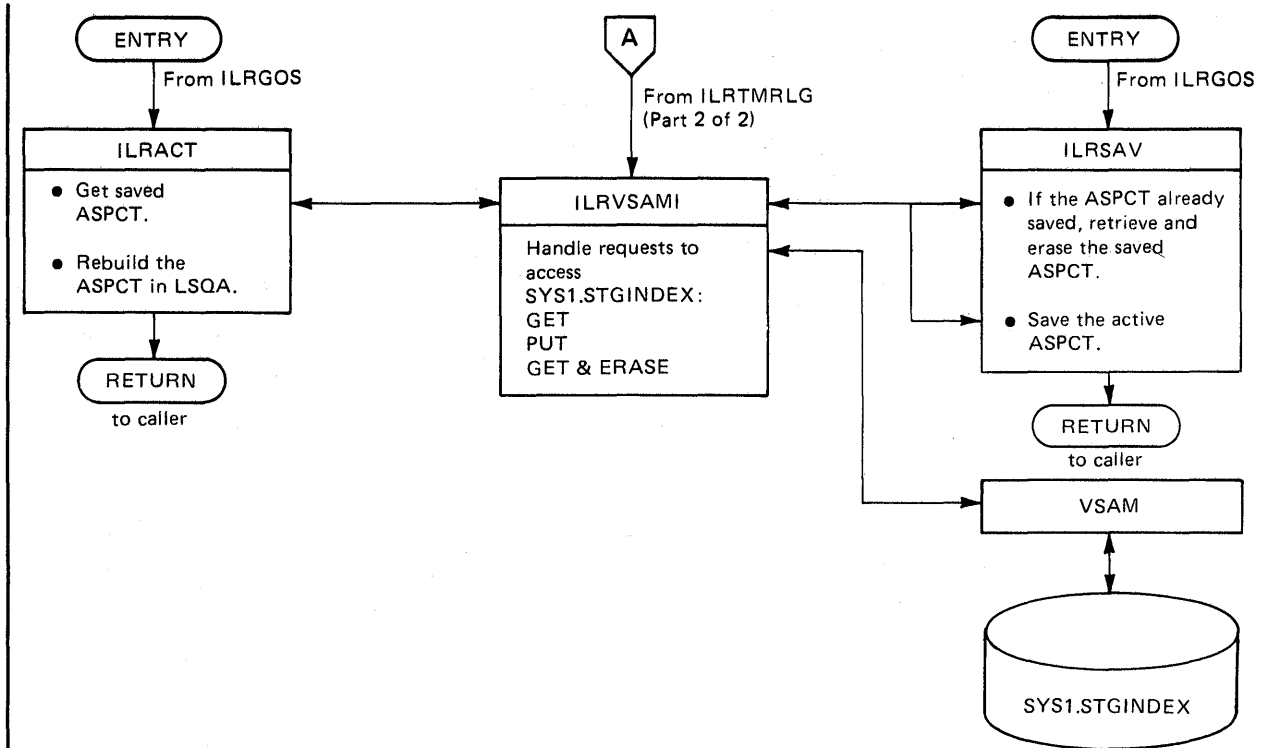 ENTRY
From ILRGOS
ILRACT
● Get saved
ASPCT.
● Rebuild the
ASPCT in LSQA.
RETURN
to caller
A
From ILRTMRLG
(Part 2 of 2)
ILRVSAMI
Handle requests to
access
SYS1.STGINDEX:
GET
PUT
GET & ERASE
ENTRY
From ILRGOS
ILRSAV
● If the ASPCT already
saved, retrieve and
erase the saved
ASPCT.
● Save the active
ASPCT.
RETURN
to caller
VSAM
SYS1.STGINDEX